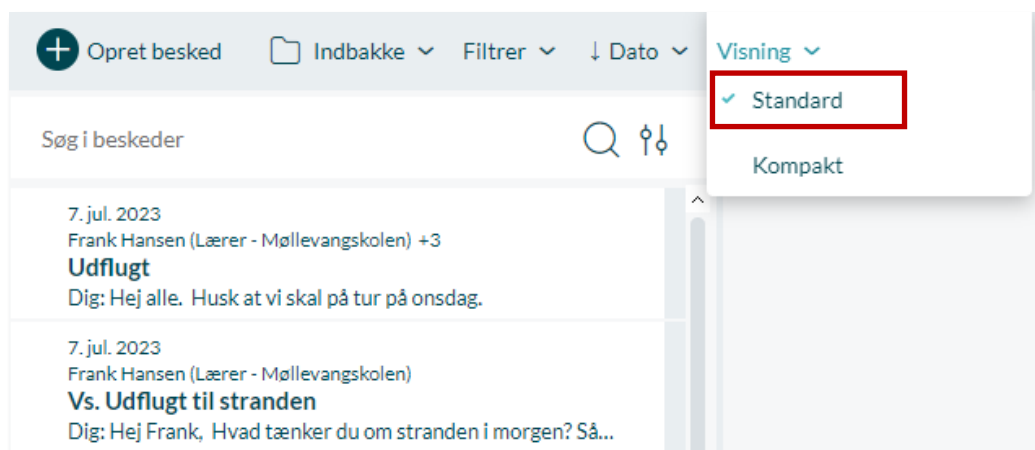 Opret besked Indbakke Filtrer ↓ Dato Visning
Standard
Kompakt
Søg i beskeder
7. jul. 2023
Frank Hansen (Lærer - Møllevangskolen) +3
Udflugt
Dig: Hej alle. Husk at vi skal på tur på onsdag.
7. jul. 2023
Frank Hansen (Lærer - Møllevangskolen)
Vs. Udflugt til stranden
Dig: Hej Frank, Hvad tænker du om stranden i morgen? Så...